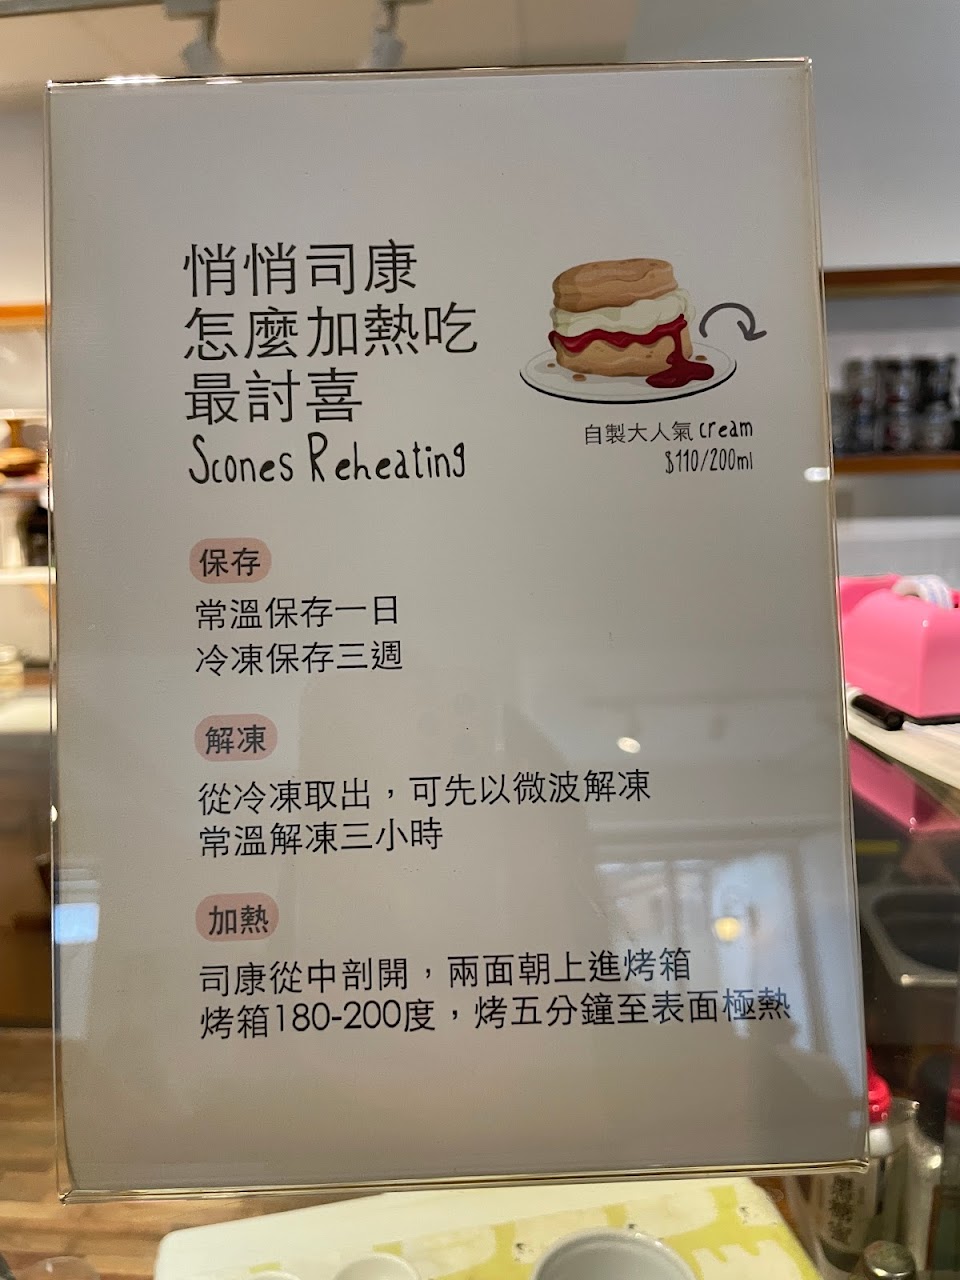 悄悄司康
怎麼加熱吃
最討喜
Scones Reheating
自製大人氣 cream
$110/200ml
保存
常溫保存一日
冷凍保存三週
解凍
從冷凍取出，可先以微波解凍
常溫解凍三小時
加熱
司康從中剖開，兩面朝上進烤箱
烤箱180-200度，烤五分鐘至表面極熱